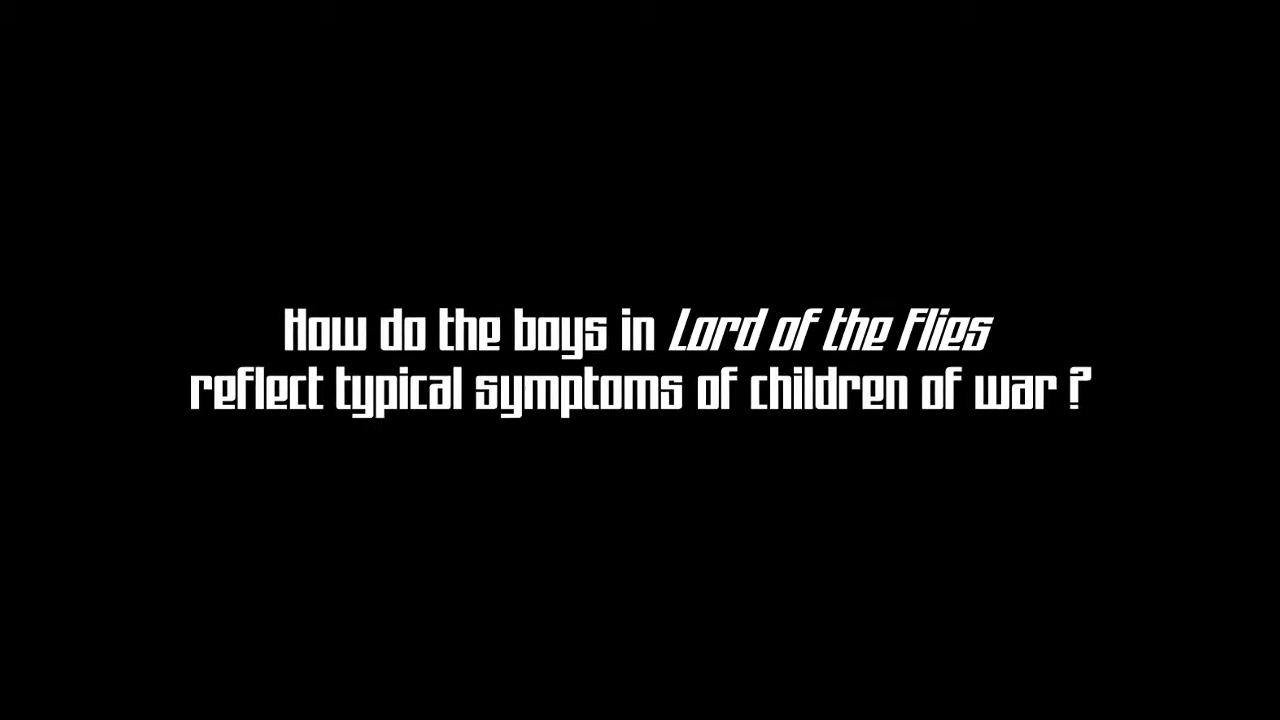 How do the boys in Lord of the Flies
reflect typical symptoms of children of war ?